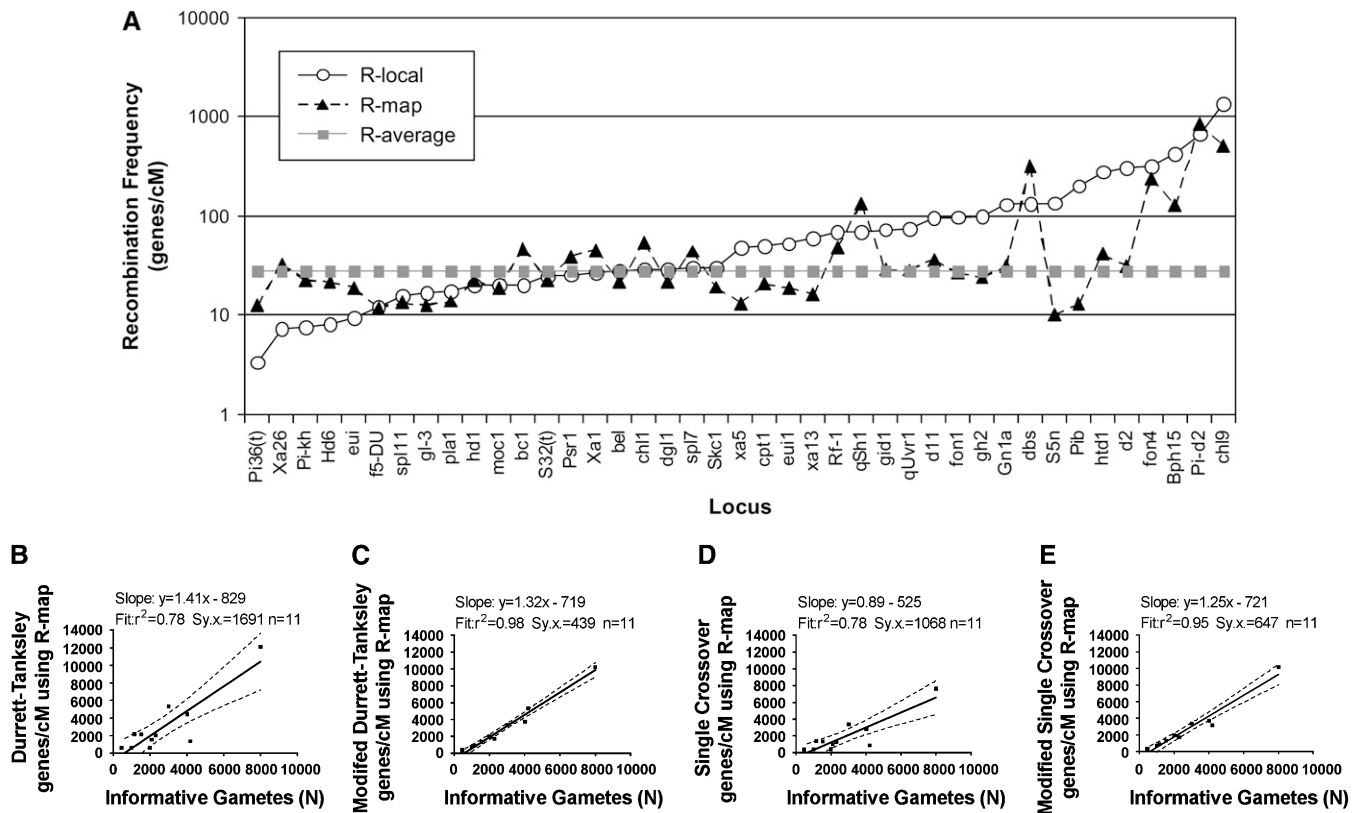 A
10000
1000
100
10
1
Recombination Frequency
(genes/cM)
R-local
R-map
R-average
Pi36(t)
Xa26
Pi-kh
Hd6
eui
f5-DU
spl11
gl-3
pla1
hd1
moc1
bc1
S32(t)
Psr1
Xa1
bel
chl1
dgl1
spl7
Skc1
xa5
cpt1
eui1
xa13
Rf-1
qSh1
gid1
qUvr1
d11
fon1
gh2
Gn1a
dbs
S5n
Pib
htd1
d2
fon4
Bph15
Pi-d2
chl9
Locus
B
Slope: y=1.41x - 829
Fit:r²=0.78 Sy.x.=1691 n=11
Durrett-Tanksley
genes/cM using R-map
14000
12000
10000
8000
6000
4000
2000
0
0 2000 4000 6000 8000 10000
Informative Gametes (N)
C
Slope: y=1.32x - 719
Fit:r²=0.98 Sy.x.=439 n=11
Modifed Durrett-Tanksley
genes/cM using R-map
14000
12000
10000
8000
6000
4000
2000
0
0 2000 4000 6000 8000 10000
Informative Gametes (N)
D
Slope: y=0.89 - 525
Fit:r²=0.78 Sy.x.=1068 n=11
Single Crossover
genes/cM using R-map
14000
12000
10000
8000
6000
4000
2000
0
0 2000 4000 6000 8000 10000
Informative Gametes (N)
E
Slope: y=1.25x - 721
Fit:r²=0.95 Sy.x.=647 n=11
Modified Single Crossover
genes/cM using R-map
14000
12000
10000
8000
6000
4000
2000
0
0 2000 4000 6000 8000 10000
Informative Gametes (N)